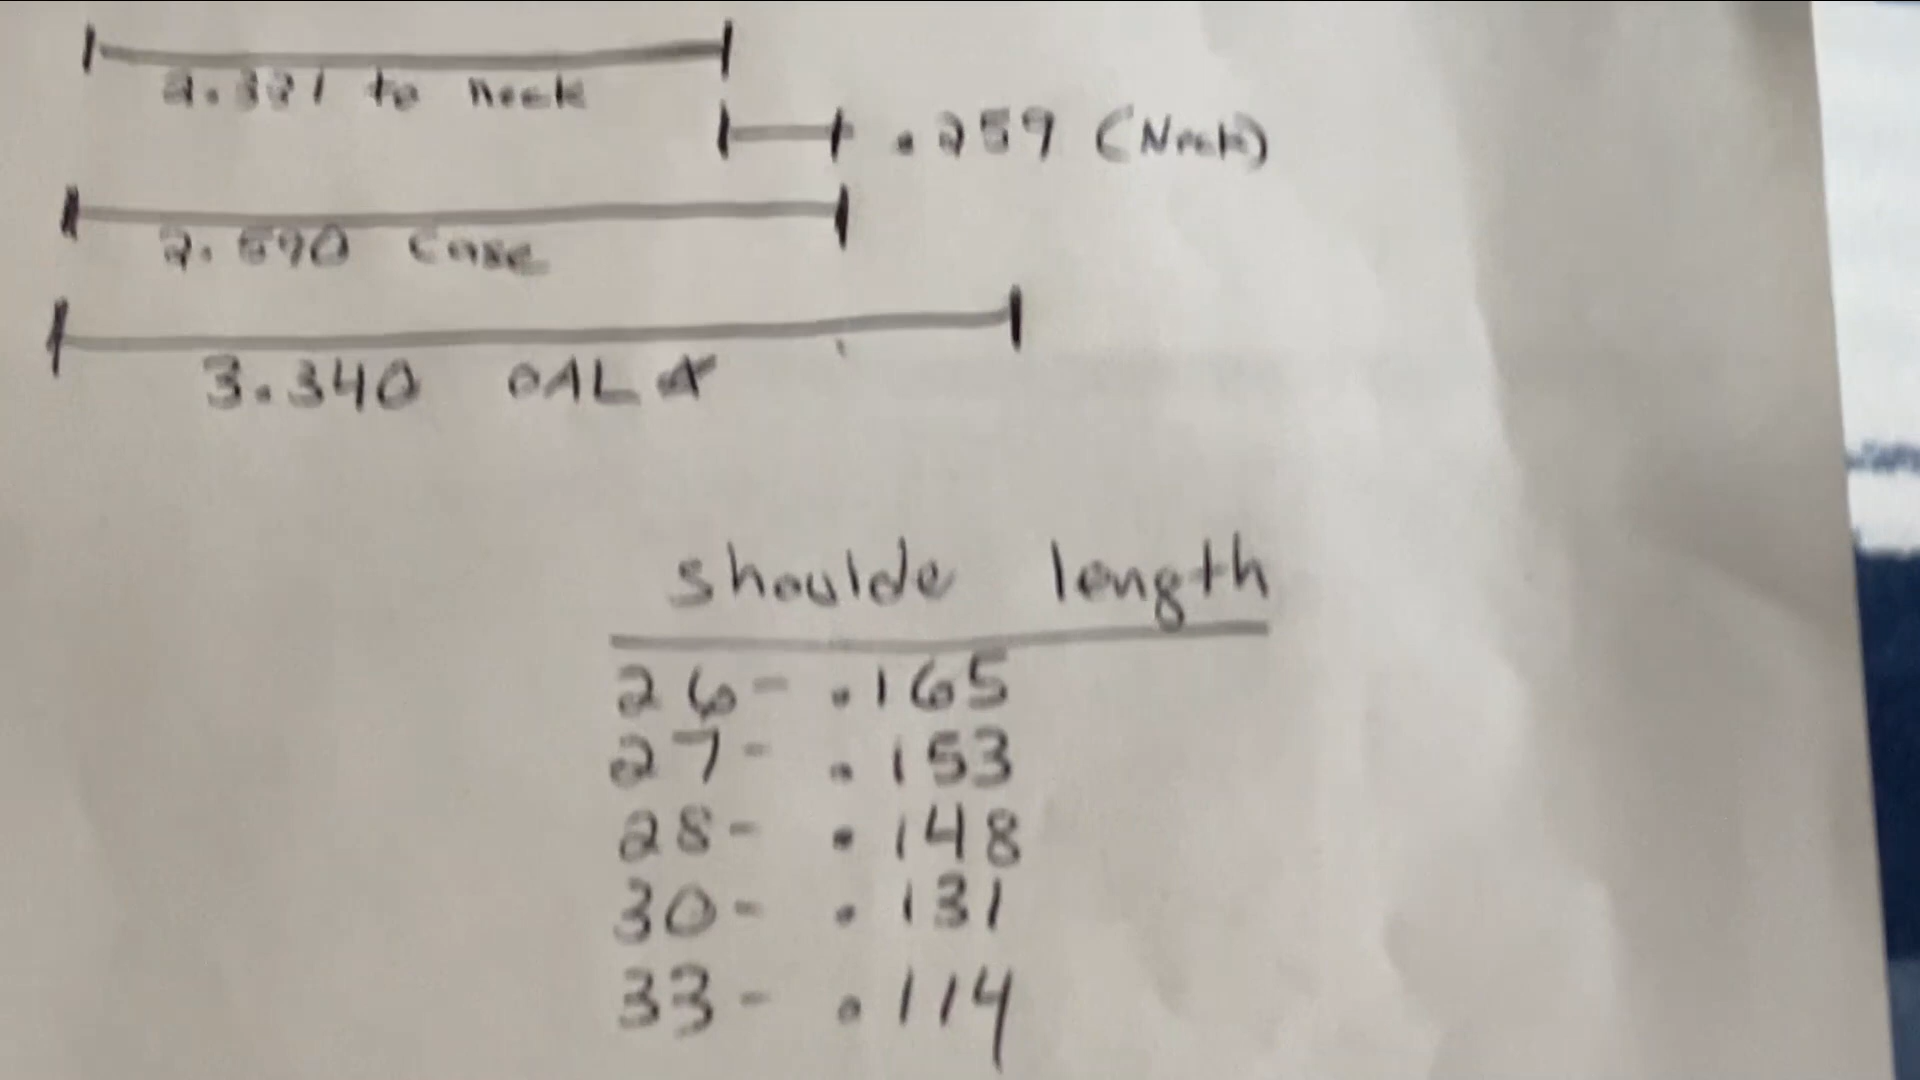 2.331 to neck
.259 (Neck)
2.590 Case
3.340 OAL
shoulde length
26- .165
27- .153
28- .148
30- .131
33- .114